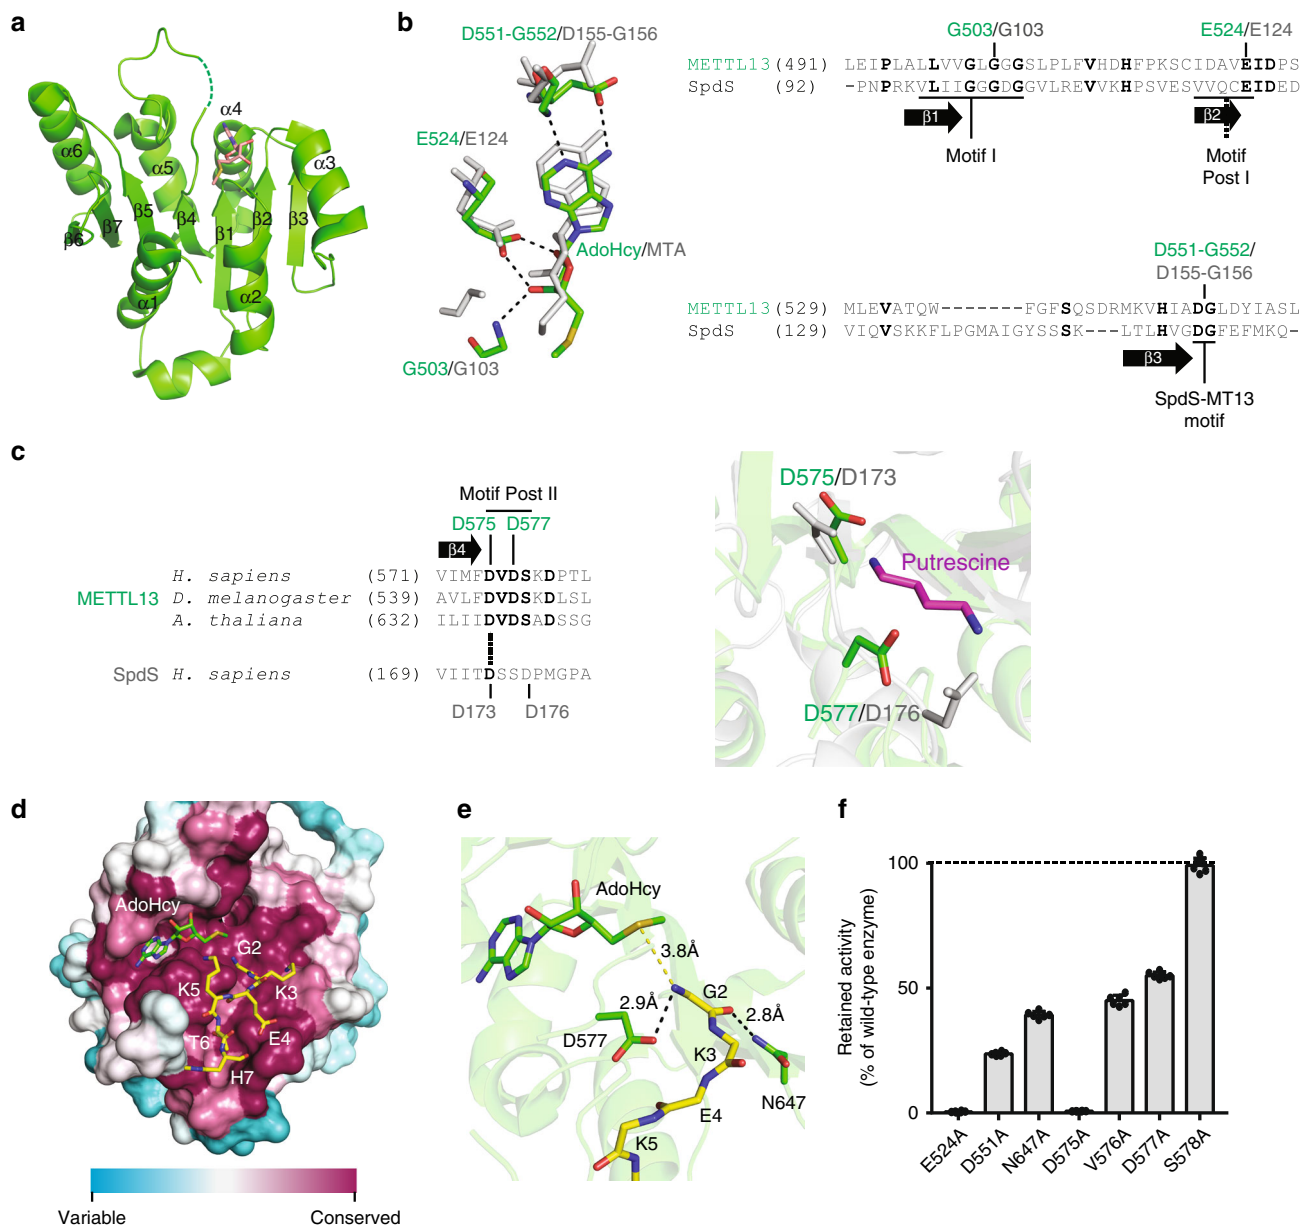 a
α4
α6
α5
α3
β5
β4
β2
β3
β7
β6
β1
α1
α2
b
D551-G552/D155-G156
E524/E124
AdoHcy/MTA
G503/G103
G503/G103 E524/E124
METTL13 (491) LEIPLALLVVGLGGGSLPLFVHDHFPKSCIDAVEIDPS
SpdS (92) –PNPRKVLIIGGGDGGVLREVVKHPSVESVVQCEIDED
β1 β2
Motif I
Motif
Post I
D551-G552/
D155-G156
METTL13 (529) MLEVATQW--------FGFSQSDRMKVHIADGLDYIASL
SpdS (129) VIQVSKKFLPGMAIGYSSSK---LTLHVGDGFEFMKQ–
β3
SpdS-MT13
motif
c
Motif Post II
D575 D577
β4
H. sapiens (571) VIMFDVDSKDPTL
METTL13 D. melanogaster (539) AVLFDVDSKDLSL
A. thaliana (632) ILIIDVDSADSSG
SpdS H. sapiens (169) VIITDSSDPMGPA
D173 D176
D575/D173
Putrescine
D577/D176
d
AdoHcy
G2
K5
K3
T6
E4
H7
Variable Conserved
e
AdoHcy
3.8Å
G2
2.9Å
2.8Å
D577
K3
E4
N647
K5
f
Retained activity
(% of wild-type enzyme)
100
50
0
E524A D551A N647A D575A V576A D577A S578A